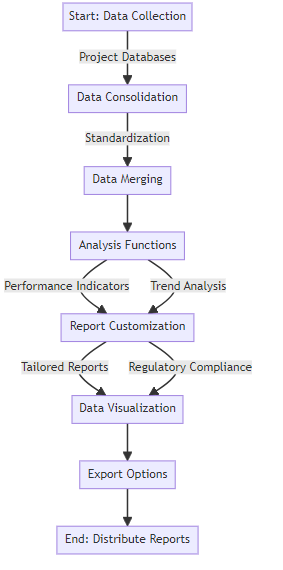 Start: Data Collection
Project Databases
Data Consolidation
Standardization
Data Merging
Analysis Functions
Performance Indicators
Trend Analysis
Report Customization
Tailored Reports
Regulatory Compliance
Data Visualization
Export Options
End: Distribute Reports